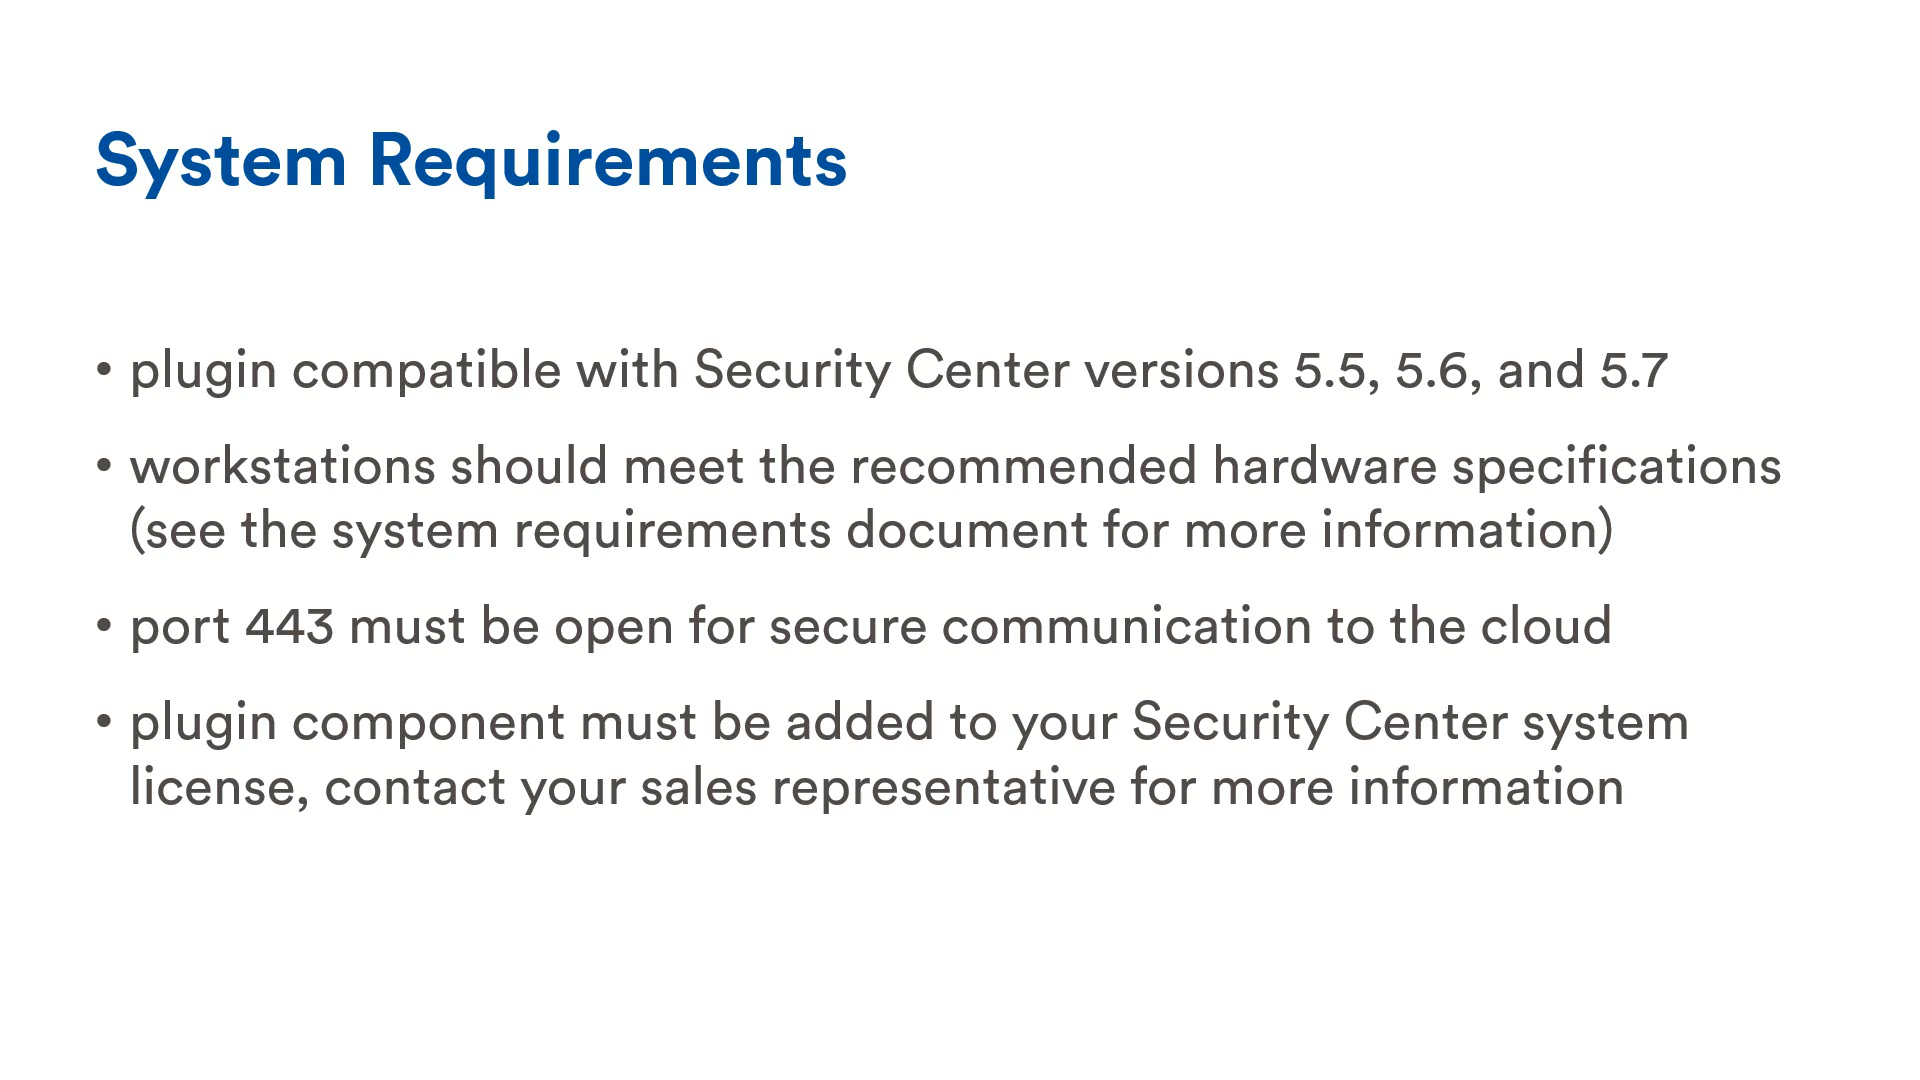 System Requirements
• plugin compatible with Security Center versions 5.5, 5.6, and 5.7
• workstations should meet the recommended hardware specifications
(see the system requirements document for more information)
• port 443 must be open for secure communication to the cloud
• plugin component must be added to your Security Center system
license, contact your sales representative for more information